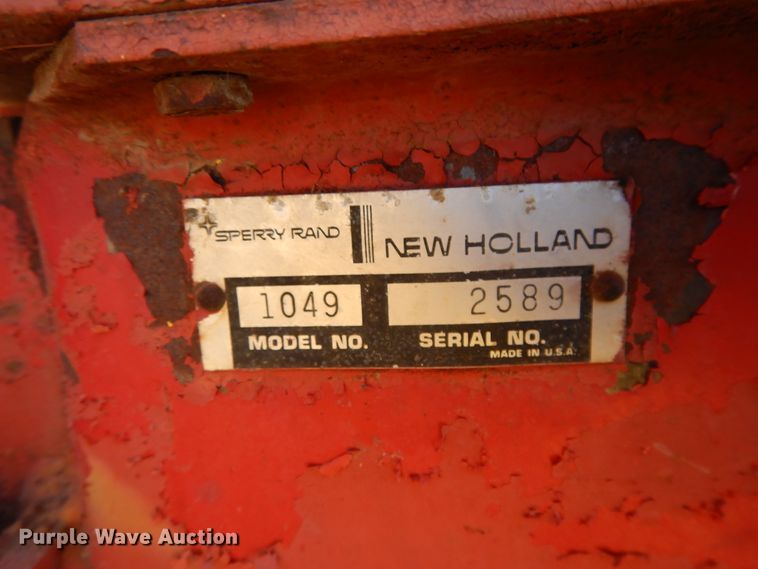 SPERRY RAND NEW HOLLAND
1049 2589
MODEL NO. SERIAL NO.
MADE IN U.S.A.
Purple Wave Auction